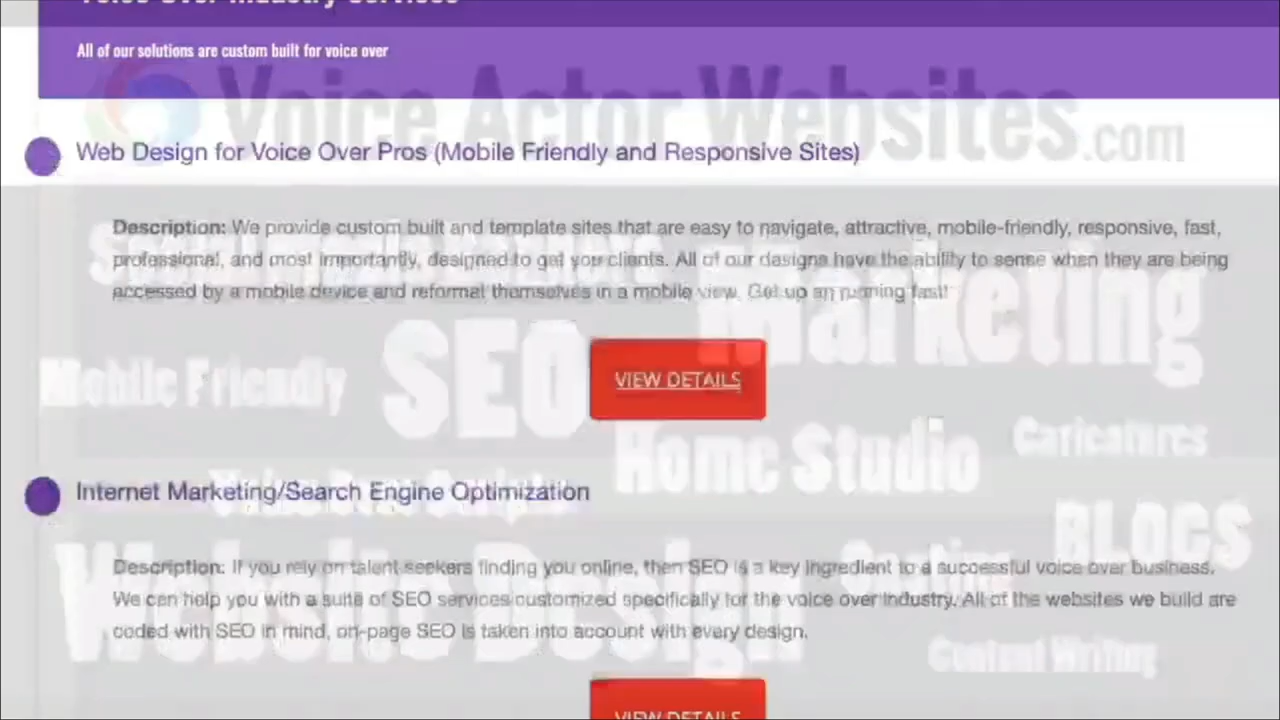 Voice Over Industry Services
All of our solutions are custom built for voice over
Voice Actor Websites.com
Web Design for Voice Over Pros (Mobile Friendly and Responsive Sites)
Description: We provide custom built and template sites that are easy to navigate, attractive, mobile-friendly, responsive, fast,
professional, and most importantly, designed to get you clients. All of our designs have the ability to sense when they are being
accessed by a mobile device and reformat themselves in a mobile view. Get up an running fast!
Marketing
SEO
Mobile Friendly
VIEW DETAILS
Home Studio
Caricatures
Internet Marketing/Search Engine Optimization
BLOGS
Website Design
Description: If you rely on talent seekers finding you online, then SEO is a key ingredient to a successful voice over business.
We can help you with a suite of SEO services customized specifically for the voice over industry. All of the websites we build are
coded with SEO in mind, on-page SEO is taken into account with every design.
Content Writing
VIEW DETAILS